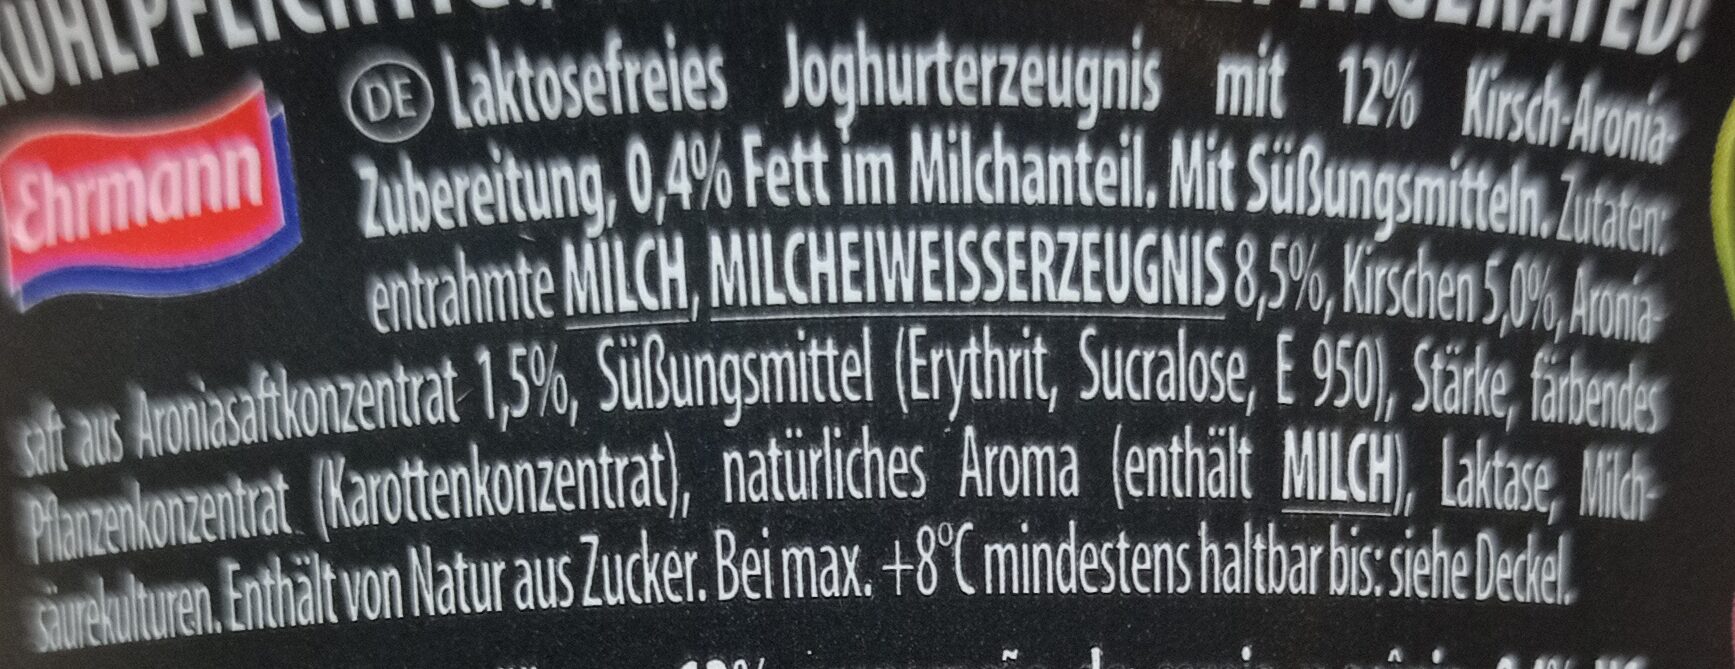 KÜHLPFLICHTIG
REFRIGERATED!
Ehrmann
DE Laktosefreies Joghurterzeugnis mit 12% Kirsch-Aronia-
Zubereitung, 0,4% Fett im Milchanteil. Mit Süßungsmitteln. Zutaten:
entrahmte MILCH, MILCHEIWEISSERZEUGNIS 8,5%, Kirschen 5,0%, Aronia-
saft aus Aroniasaftkonzentrat 1,5%, Süßungsmittel (Erythrit, Sucralose, E 950), Stärke, färbendes
Pflanzenkonzentrat (Karottenkonzentrat), natürliches Aroma (enthält MILCH), Laktase, Milch-
säurekulturen. Enthält von Natur aus Zucker. Bei max. +8°C mindestens haltbar bis: siehe Deckel.